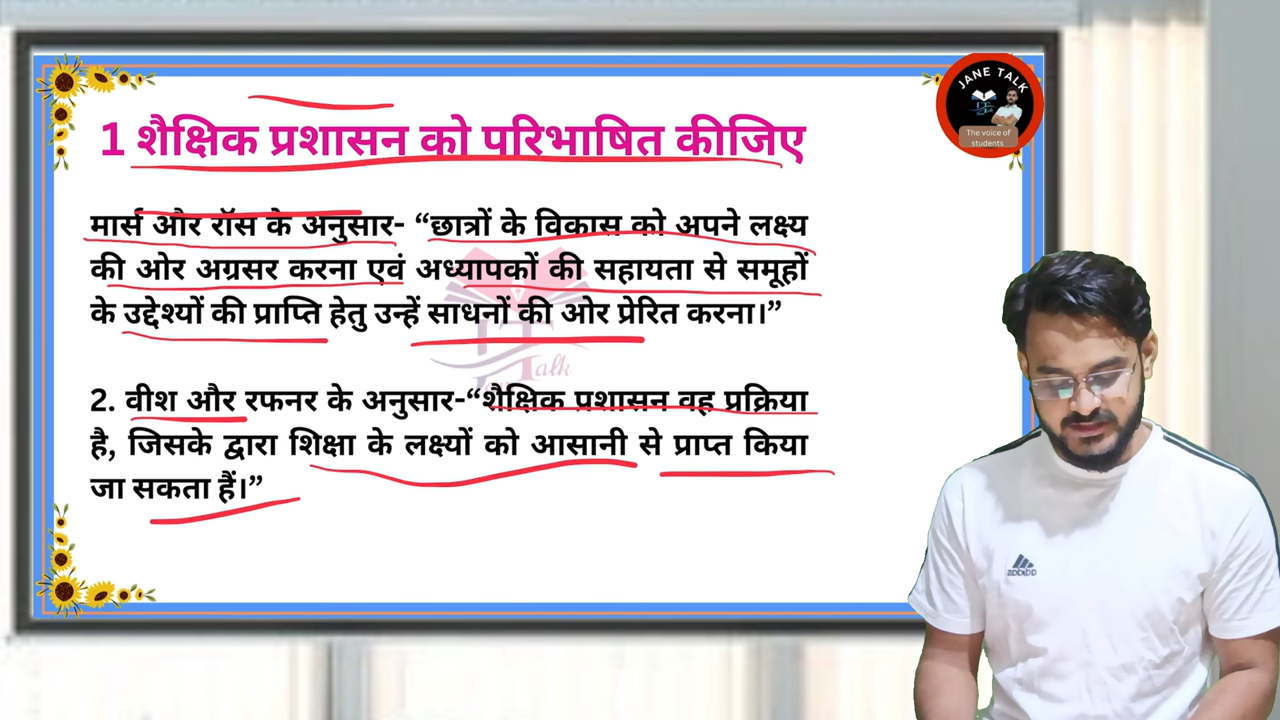 JANE TALK
The voice of
students
1 शैक्षिक प्रशासन को परिभाषित कीजिए
मार्स और रॉस के अनुसार- “छात्रों के विकास को अपने लक्ष्य
की ओर अग्रसर करना एवं अध्यापकों की सहायता से समूहों
के उद्देश्यों की प्राप्ति हेतु उन्हें साधनों की ओर प्रेरित करना।”
Talk
2. वीश और रफनर के अनुसार-“शैक्षिक प्रशासन वह प्रक्रिया
है, जिसके द्वारा शिक्षा के लक्ष्यों को आसानी से प्राप्त किया
जा सकता हैं।”